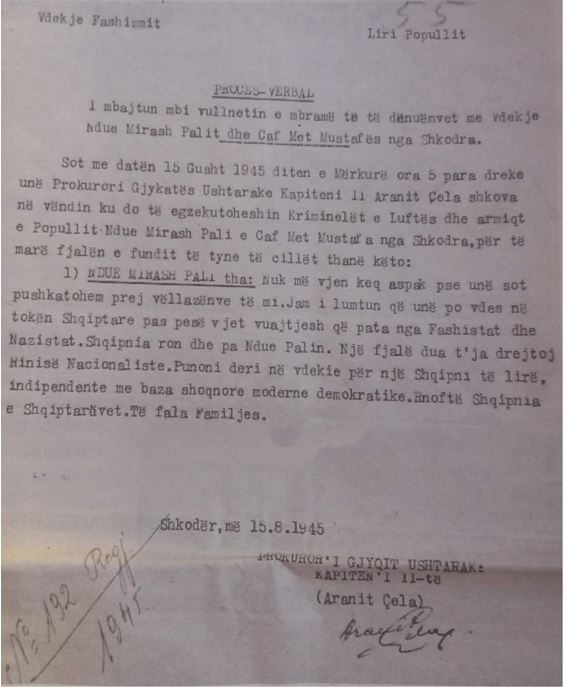 55
Vdekje Fashizmit
Liri Popullit
PROCES-VERBAL
I mbajtun mbi vullnetin e mbramë të të dënuëmvet me Vdekje
Ndue Mirash Palit dhe Caf Met Mustafës nga Shkodra.
Sot me datën 15 Gusht 1945 diten e Mërkurë ora 5 para dreke
unë Prokurori Gjykatës Ushtarake Kapiteni II Aranit Çela shkova
në vëndin ku do të egzekutoheshin Kriminelët e luftës dhe armiqt
e Popullit-Ndue Mirash Pali e Caf Met Mustafa nga Shkodra,për të
marë fjalën e fundit të tyne të cillët thanë këto:
1) NDUE MIRASH PALI tha: Nuk më vjen keq aspak pse unë sot
pushkatohem prej vëllazënve të mi.Jam i lumtun që unë po vdes në
tokën Shqiptare pas pesë vjet vuajtjesh që pata nga Fashistat dhe
Nazistat.Shqipnia ron dhe pa Ndue Palin. Një fjalë dua t'ja drejtoj
Rinisë Nacionaliste.Punoni deri në vdekie për një Shqipni të lirë,
indipendente me baza shoqnore moderne demokratike.Rnoftë Shqipnia
e Shqiptarävet.Të fala Familjes.
Shkodër,më 15.8.1945
PROKUROR'I GJYQIT USHTARAK:
KAPITEN'I II-të
(Aranit Çela)
Nº 192 Regj
1945